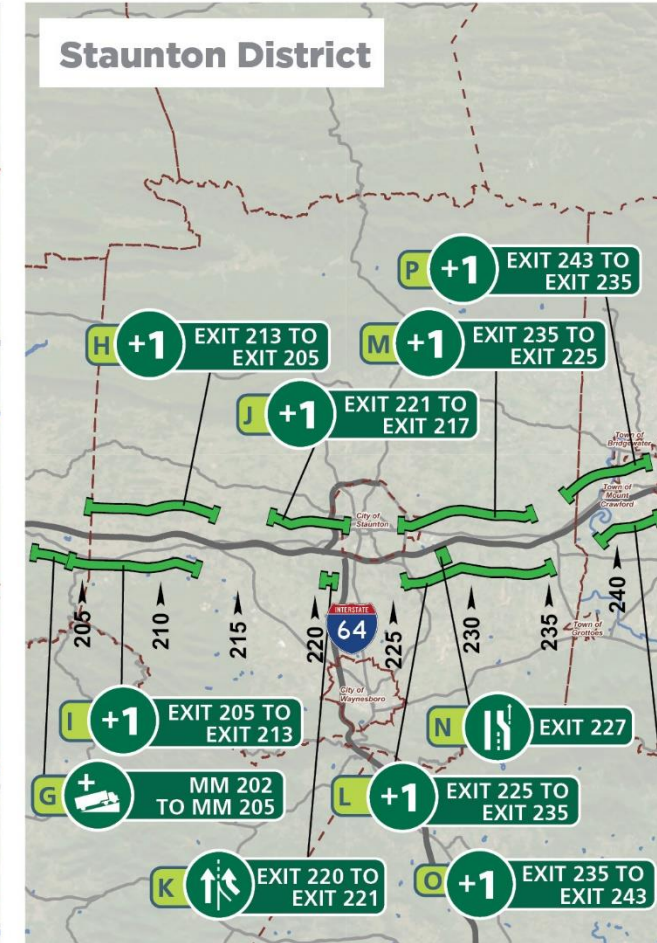 Staunton District
P
+1
EXIT 243 TO
EXIT 235
H
+1
EXIT 213 TO
EXIT 205
M
+1
EXIT 235 TO
EXIT 225
J
+1
EXIT 221 TO
EXIT 217
Town of
Bridgewater
Town of
Mount
Crawford
City of
Staunton
205
210
215
220
225
230
235
240
INTERSTATE
64
Town of
Grottoes
City of
Waynesboro
I
+1
EXIT 205 TO
EXIT 213
N
EXIT 227
G
+
MM 202
TO MM 205
L
+1
EXIT 225 TO
EXIT 235
K
EXIT 220 TO
EXIT 221
O
+1
EXIT 235 TO
EXIT 243